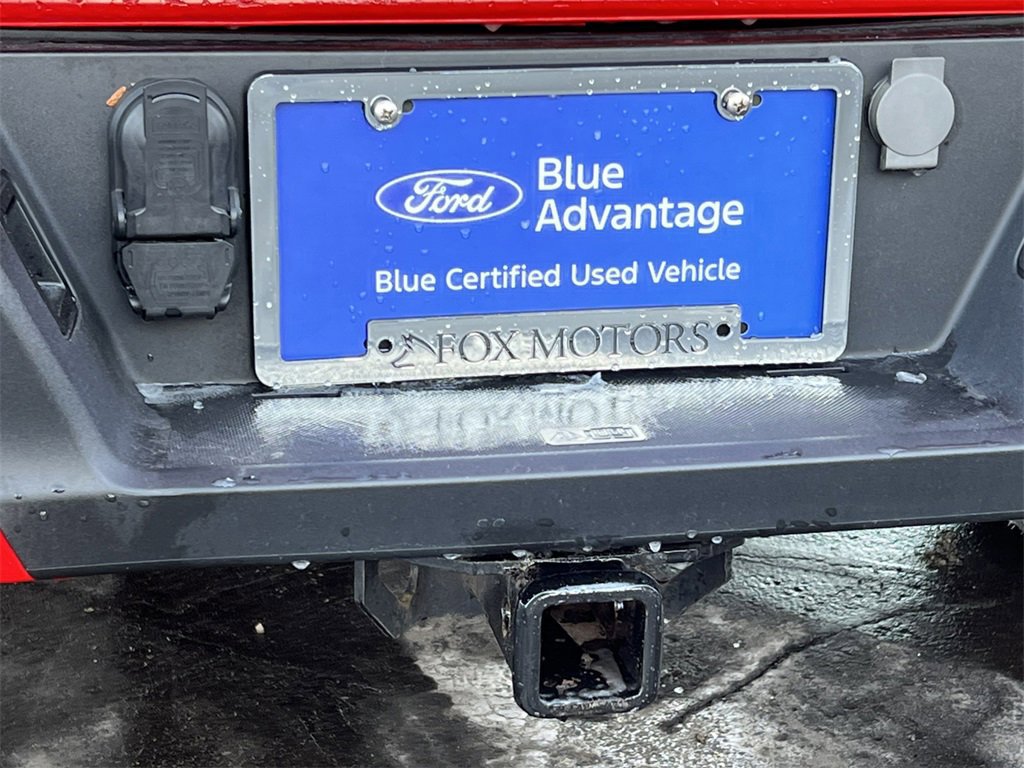 Ford
Blue
Advantage
Blue Certified Used Vehicle
FOX MOTORS